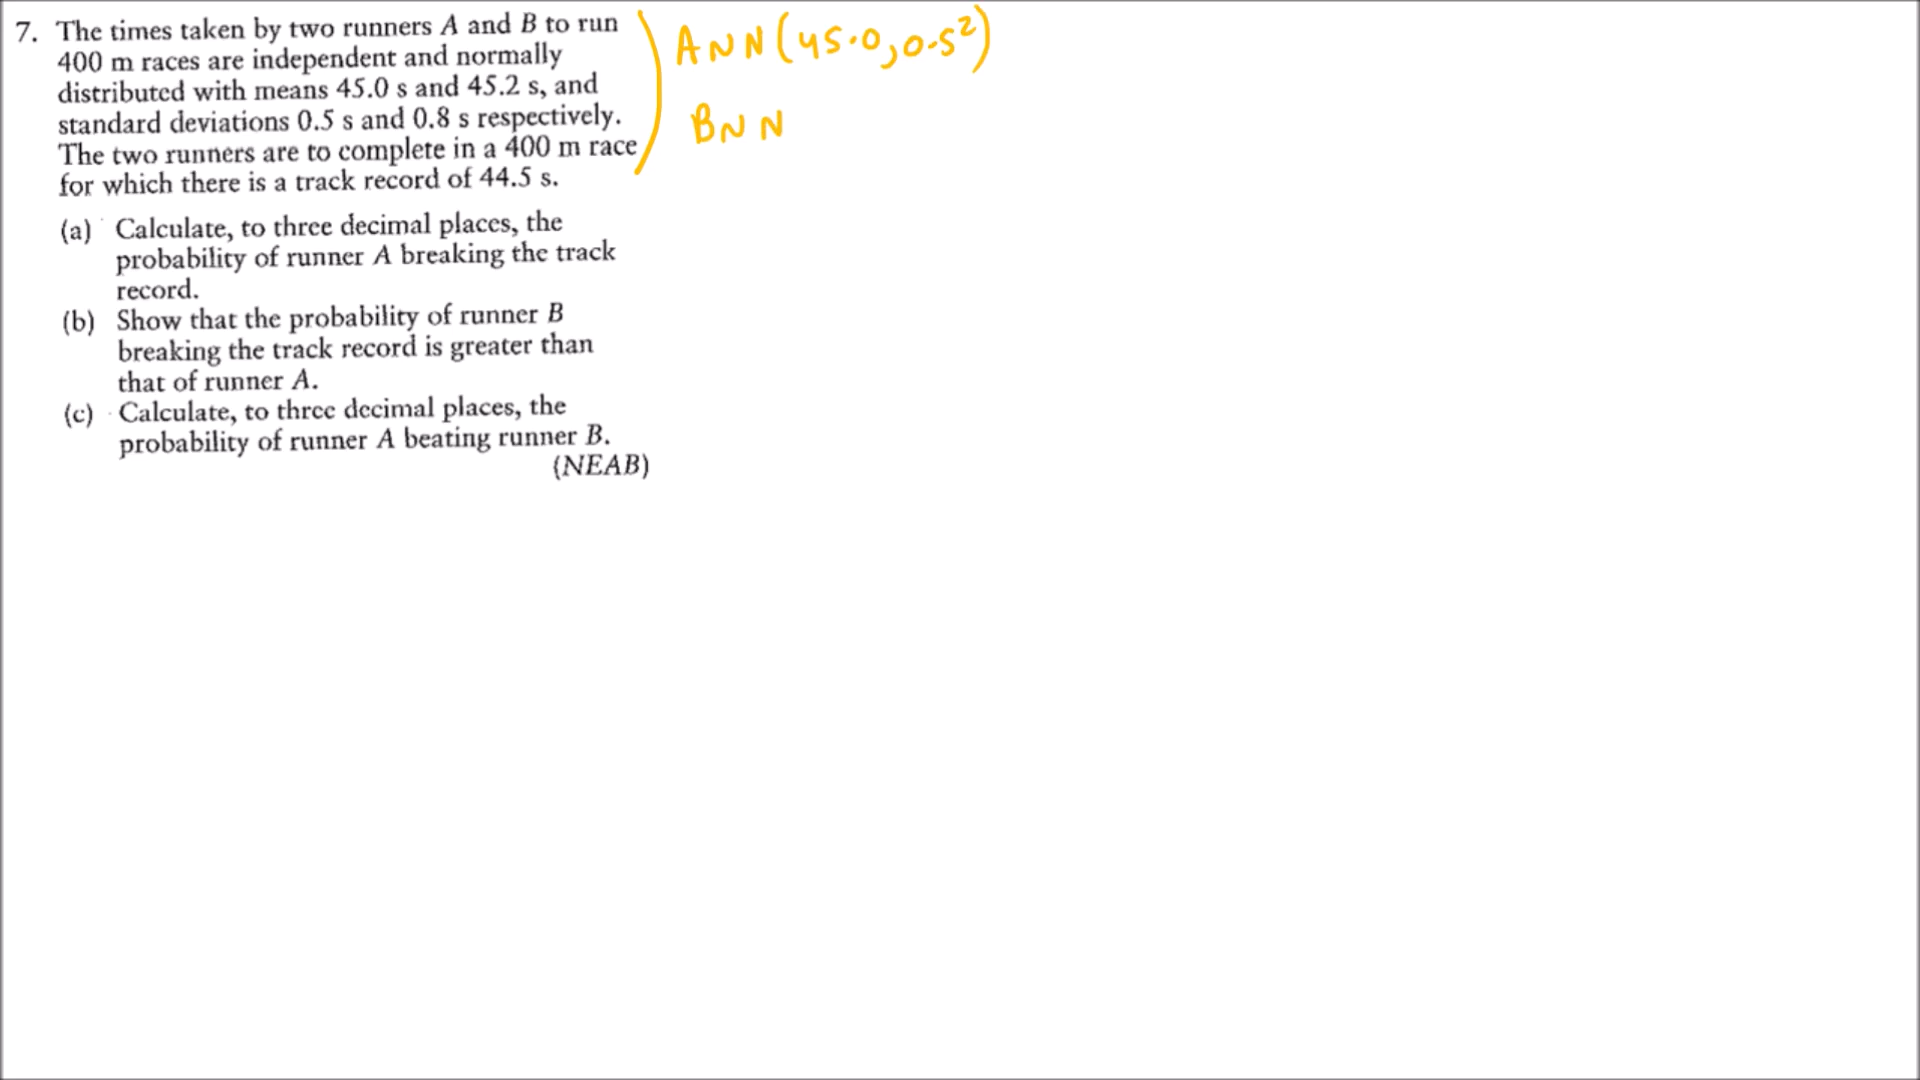 7. The times taken by two runners A and B to run
400 m races are independent and normally
distributed with means 45.0 s and 45.2 s, and
standard deviations 0.5 s and 0.8 s respectively.
The two runners are to complete in a 400 m race
for which there is a track record of 44.5 s.
(a) Calculate, to three decimal places, the
probability of runner A breaking the track
record.
(b) Show that the probability of runner B
breaking the track record is greater than
that of runner A.
(c) Calculate, to three decimal places, the
probability of runner A beating runner B.
(NEAB)
A ~ N (45.0, 0.5²)
B ~ N